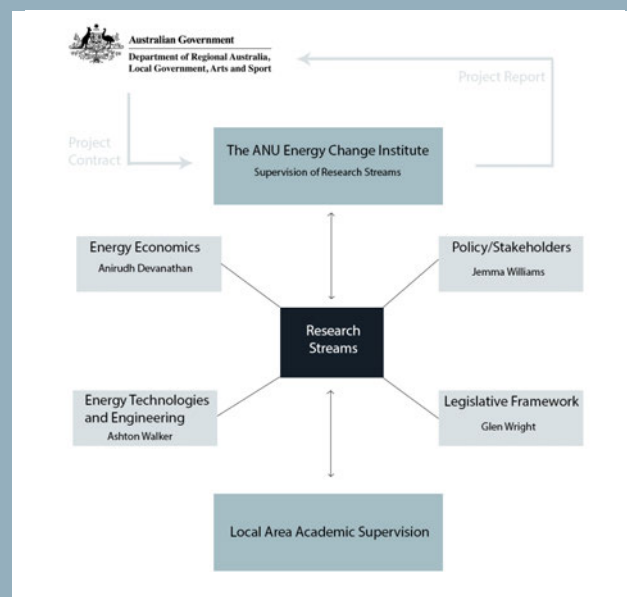 Australian Government
Department of Regional Australia,
Local Government, Arts and Sport
Project Report
Project
Contract
The ANU Energy Change Institute
Supervision of Research Streams
Energy Economics
Anirudh Devanathan
Policy/Stakeholders
Jemma Williams
Research
Streams
Energy Technologies
and Engineering
Ashton Walker
Legislative Framework
Glen Wright
Local Area Academic Supervision